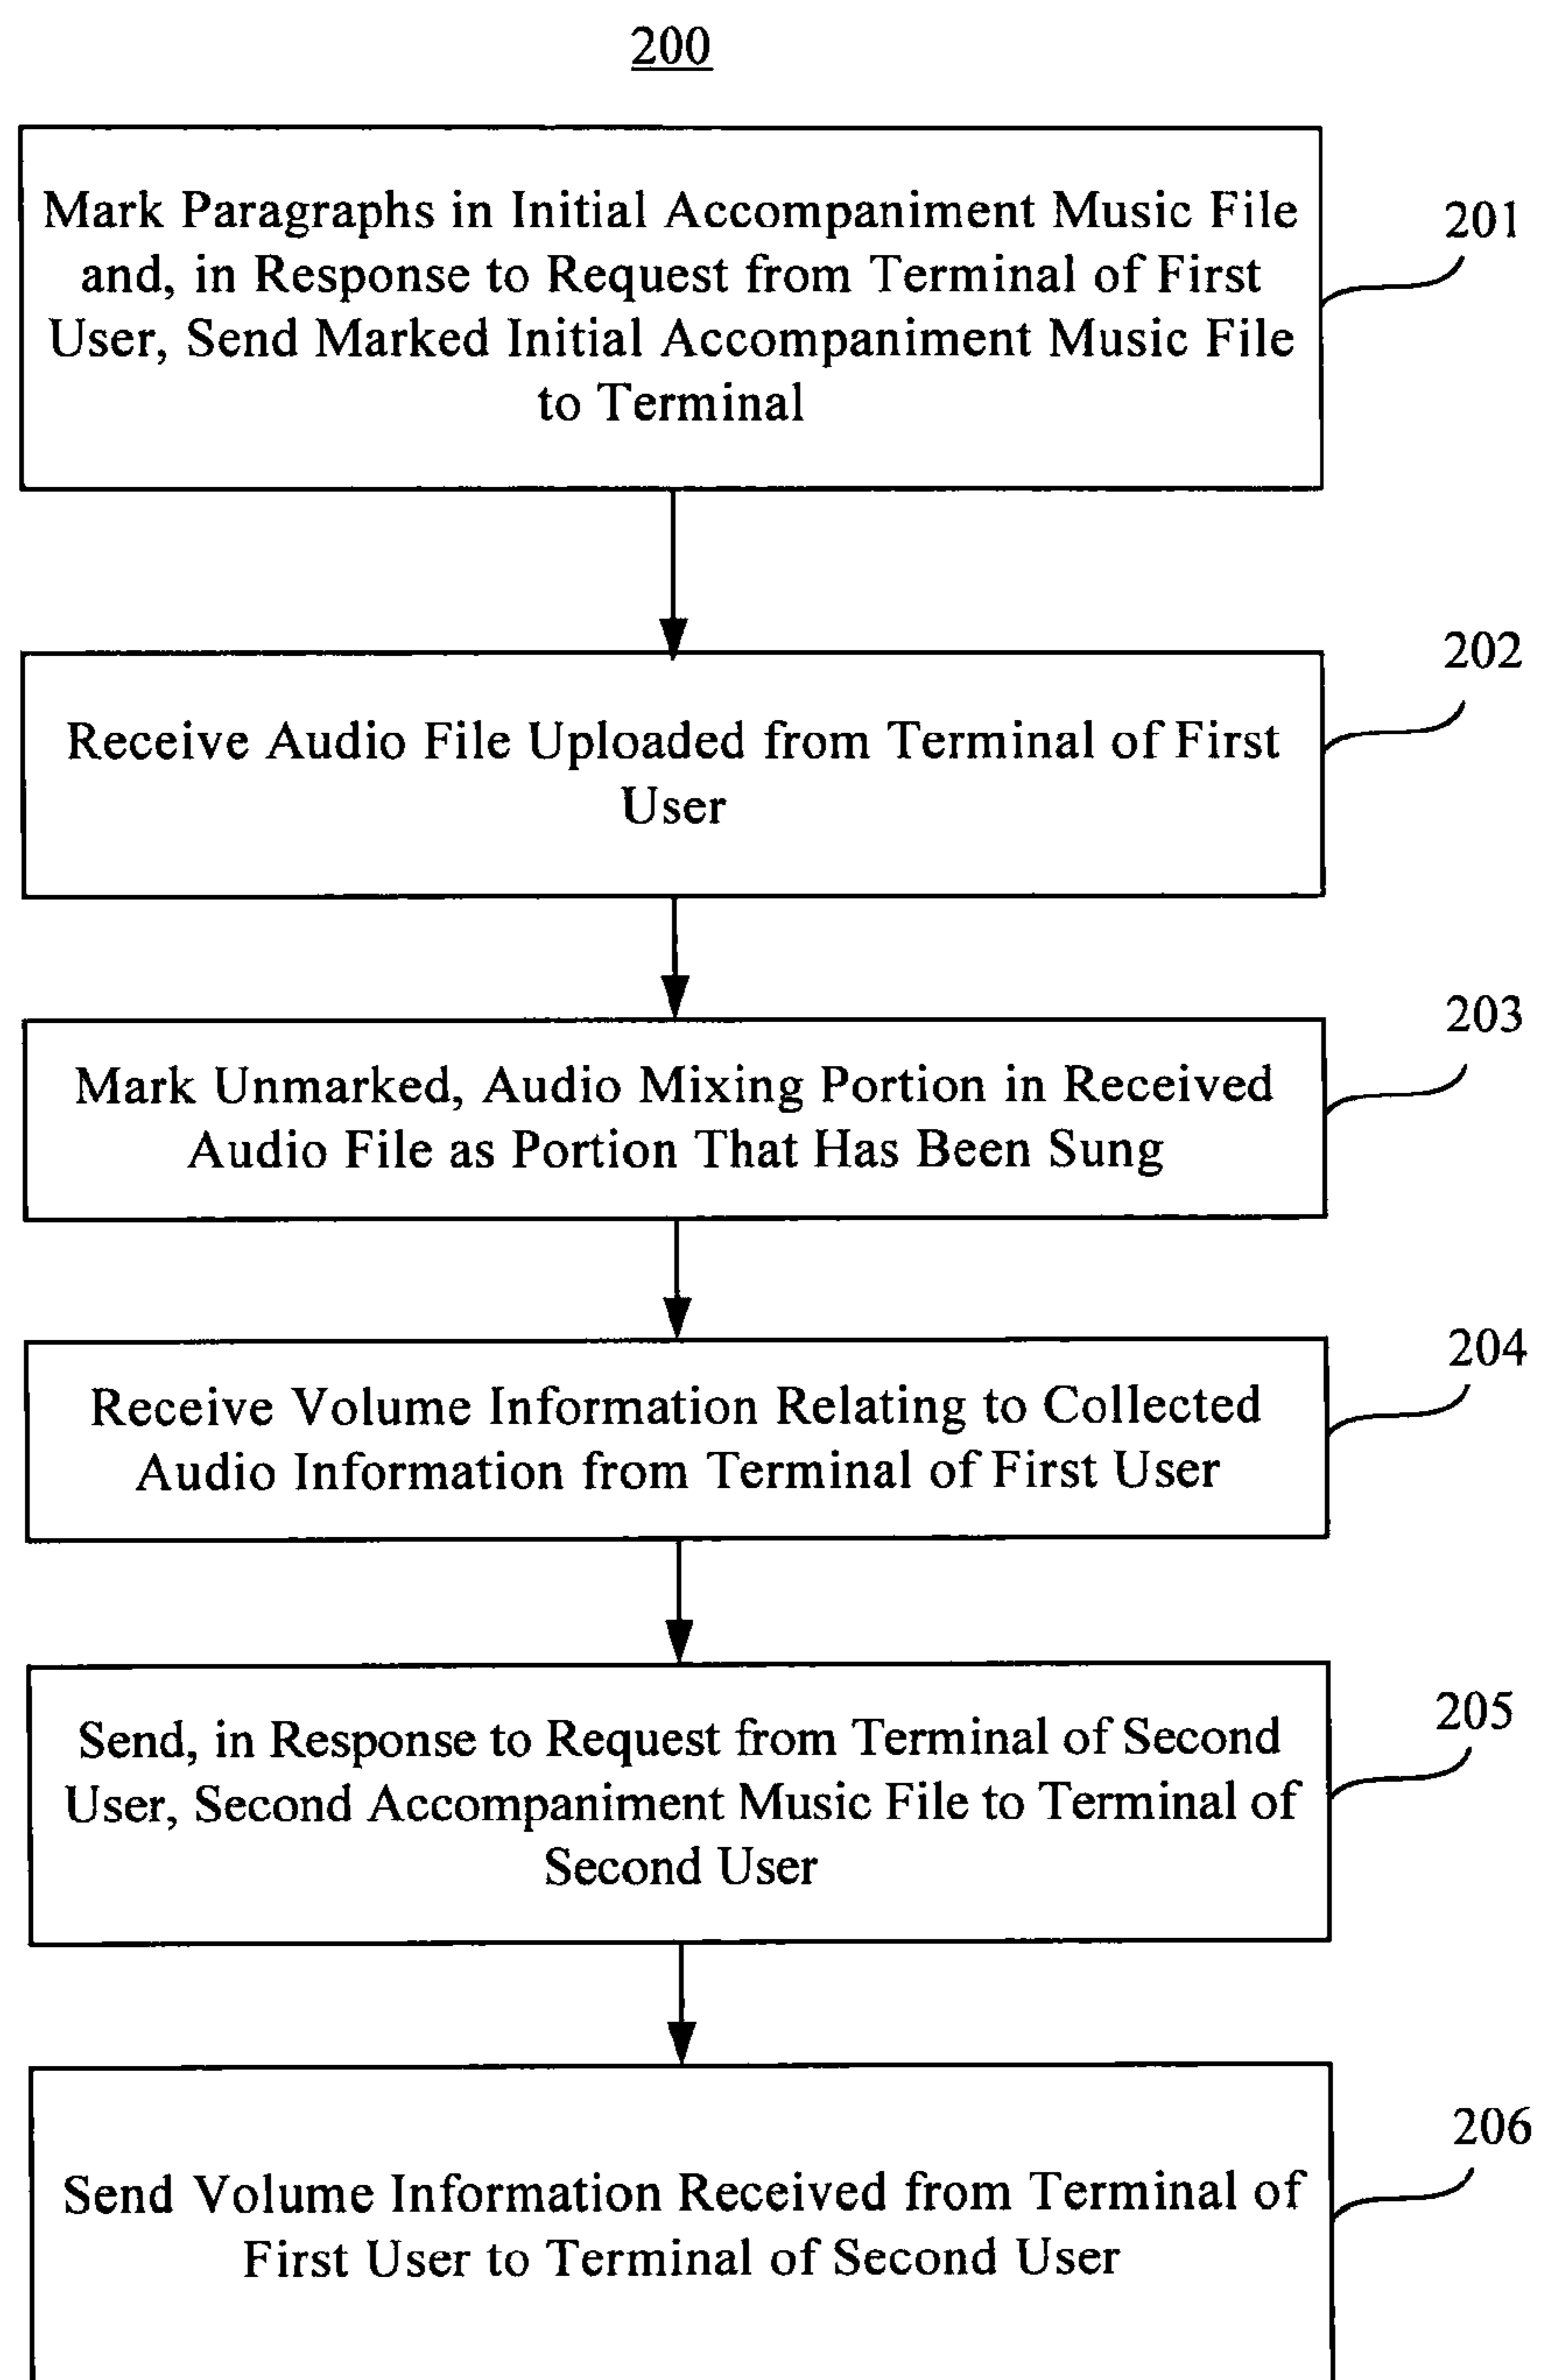 200
Mark Paragraphs in Initial Accompaniment Music File
and, in Response to Request from Terminal of First
User, Send Marked Initial Accompaniment Music File
to Terminal
201
Receive Audio File Uploaded from Terminal of First
User
202
Mark Unmarked, Audio Mixing Portion in Received
Audio File as Portion That Has Been Sung
203
Receive Volume Information Relating to Collected
Audio Information from Terminal of First User
204
Send, in Response to Request from Terminal of Second
User, Second Accompaniment Music File to Terminal of
Second User
205
Send Volume Information Received from Terminal of
First User to Terminal of Second User
206